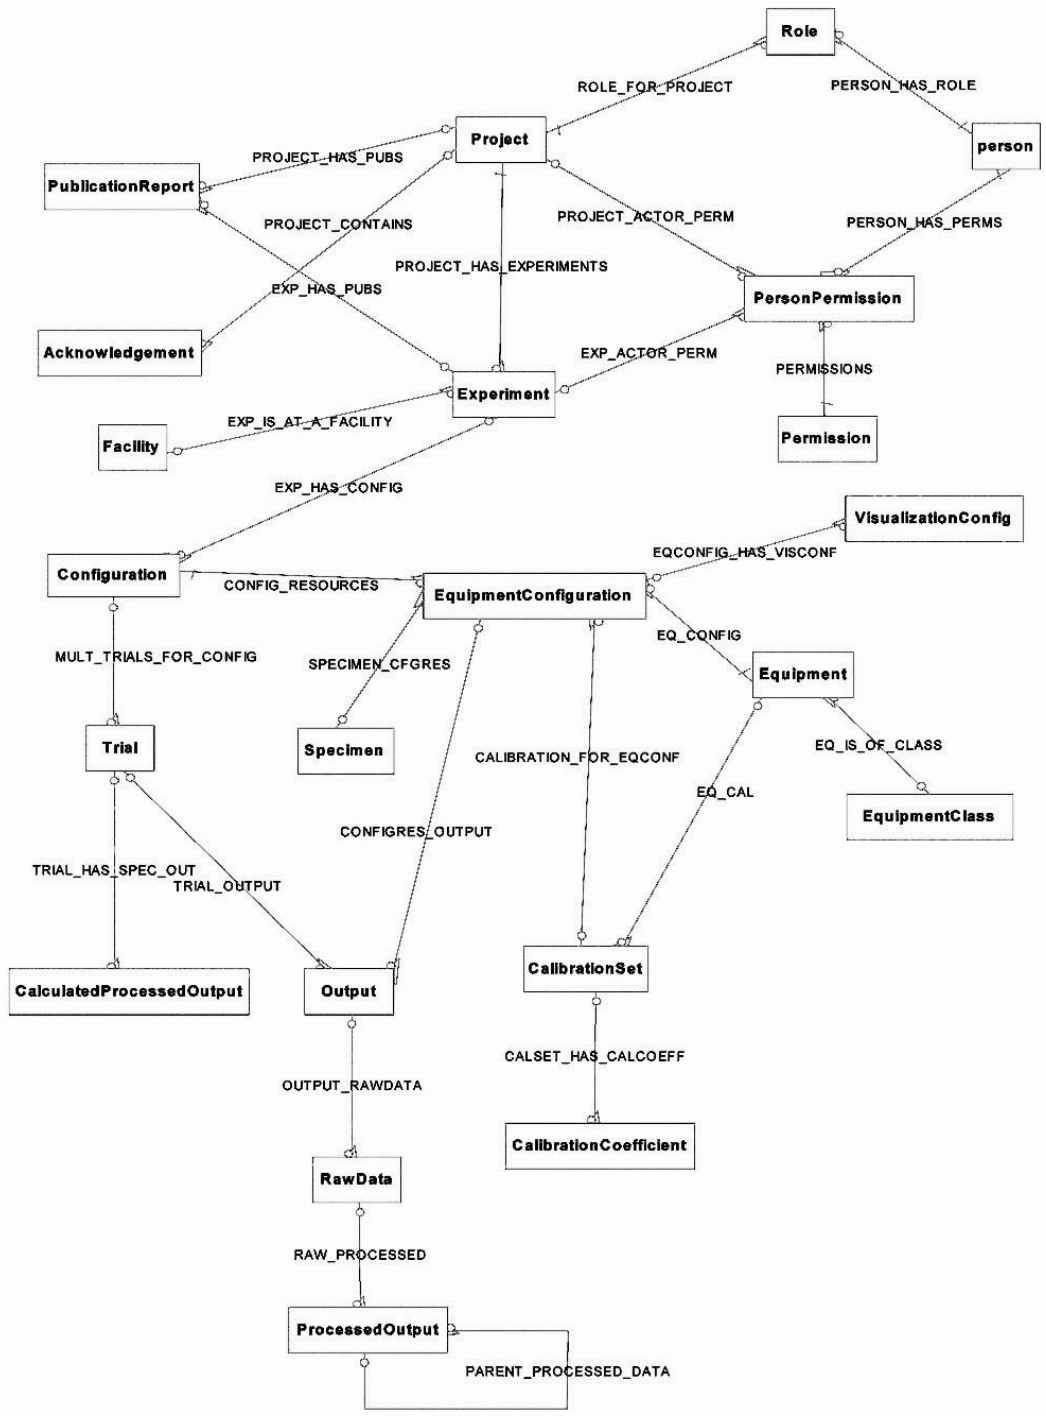 Role
ROLE_FOR_PROJECT
PERSON_HAS_ROLE
Project
person
PROJECT_HAS_PUBS
PublicationReport
PROJECT_CONTAINS
PROJECT_ACTOR_PERM
PERSON_HAS_PERMS
PROJECT_HAS_EXPERIMENTS
EXP_HAS_PUBS
PersonPermission
Acknowledgement
EXP_ACTOR_PERM
PERMISSIONS
Experiment
EXP_IS_AT_A_FACILITY
Facility
Permission
EXP_HAS_CONFIG
VisualizationConfig
EQCONFIG_HAS_VISCONF
Configuration
CONFIG_RESOURCES
EquipmentConfiguration
EQ_CONFIG
MULT_TRIALS_FOR_CONFIG
SPECIMEN_CFGRES
Equipment
Trial
Specimen
CALIBRATION_FOR_EQCONF
EQ_IS_OF_CLASS
EQ_CAL
EquipmentClass
CONFIGRES_OUTPUT
TRIAL_HAS_SPEC_OUT
TRIAL_OUTPUT
CalibrationSet
CalculatedProcessedOutput
Output
CALSET_HAS_CALCOEFF
OUTPUT_RAWDATA
CalibrationCoefficient
RawData
RAW_PROCESSED
ProcessedOutput
PARENT_PROCESSED_DATA